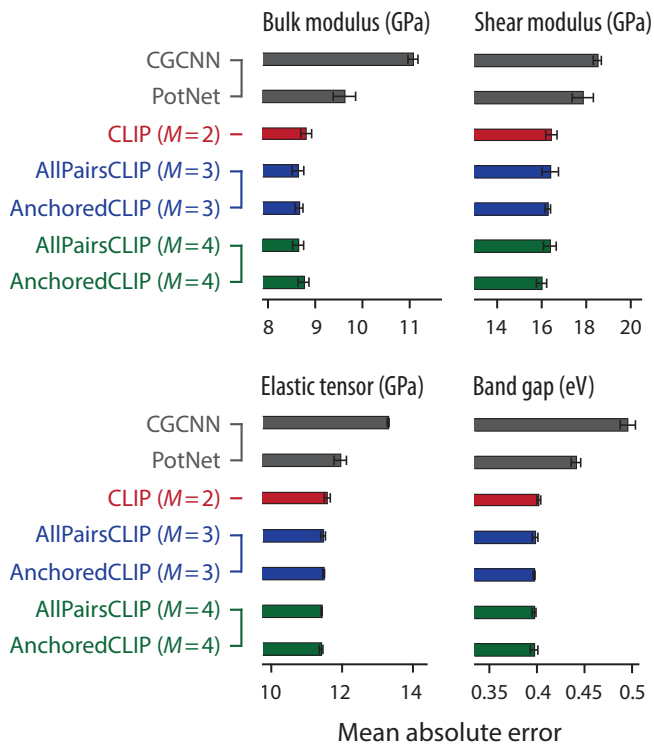 Bulk modulus (GPa)
Shear modulus (GPa)
CGCNN
PotNet
CLIP (M=2)
AllPairsCLIP (M=3)
AnchoredCLIP (M=3)
AllPairsCLIP (M=4)
AnchoredCLIP (M=4)
8 9 10 11
14 16 18 20
Elastic tensor (GPa)
Band gap (eV)
CGCNN
PotNet
CLIP (M=2)
AllPairsCLIP (M=3)
AnchoredCLIP (M=3)
AllPairsCLIP (M=4)
AnchoredCLIP (M=4)
10 12 14
0.35 0.4 0.45 0.5
Mean absolute error